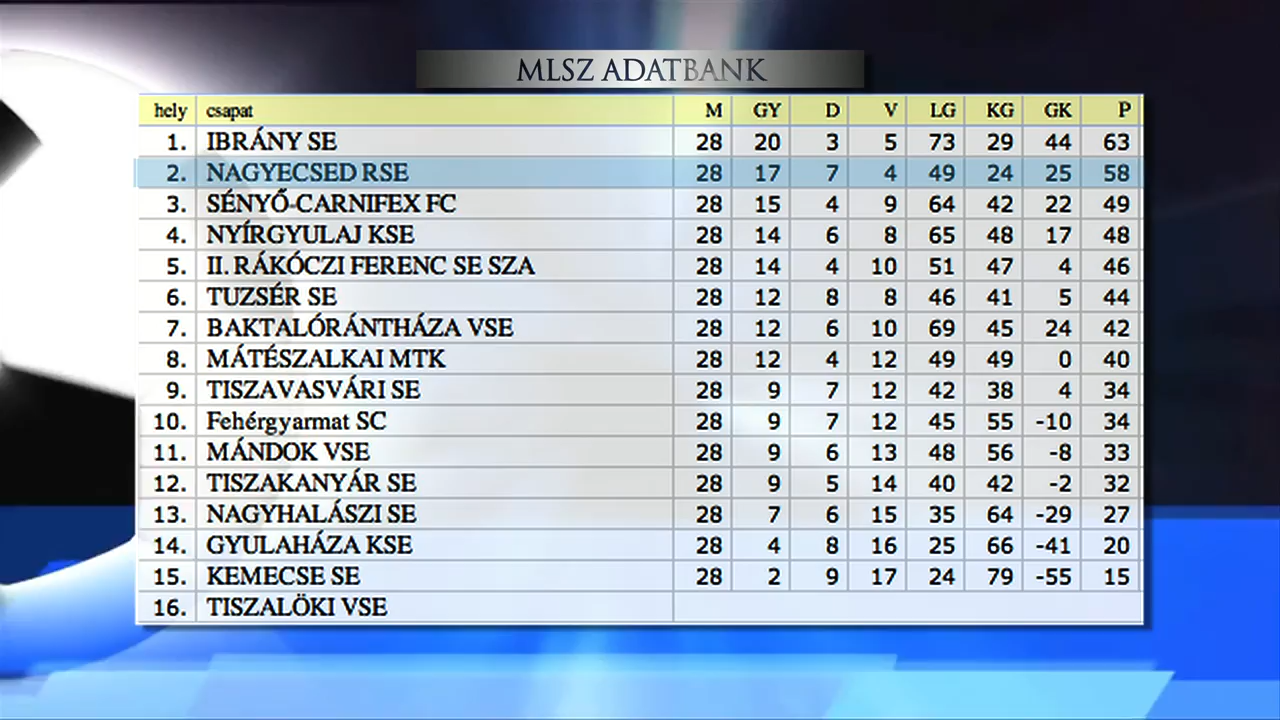 MLSZ ADATBANK
hely csapat M GY D V LG KG GK P
1. IBRÁNY SE 28 20 3 5 73 29 44 63
2. NAGYECSED RSE 28 17 7 4 49 24 25 58
3. SÉNYŐ-CARNIFEX FC 28 15 4 9 64 42 22 49
4. NYÍRGYULAJ KSE 28 14 6 8 65 48 17 48
5. II. RÁKÓCZI FERENC SE SZA 28 14 4 10 51 47 4 46
6. TUZSÉR SE 28 12 8 8 46 41 5 44
7. BAKTALÓRÁNTHÁZA VSE 28 12 6 10 69 45 24 42
8. MÁTÉSZALKAI MTK 28 12 4 12 49 49 0 40
9. TISZAVASVÁRI SE 28 9 7 12 42 38 4 34
10. Fehérgyarmat SC 28 9 7 12 45 55 -10 34
11. MÁNDOK VSE 28 9 6 13 48 56 -8 33
12. TISZAKANYÁR SE 28 9 5 14 40 42 -2 32
13. NAGYHALÁSZI SE 28 7 6 15 35 64 -29 27
14. GYULAHÁZA KSE 28 4 8 16 25 66 -41 20
15. KEMECSE SE 28 2 9 17 24 79 -55 15
16. TISZALÖKI VSE